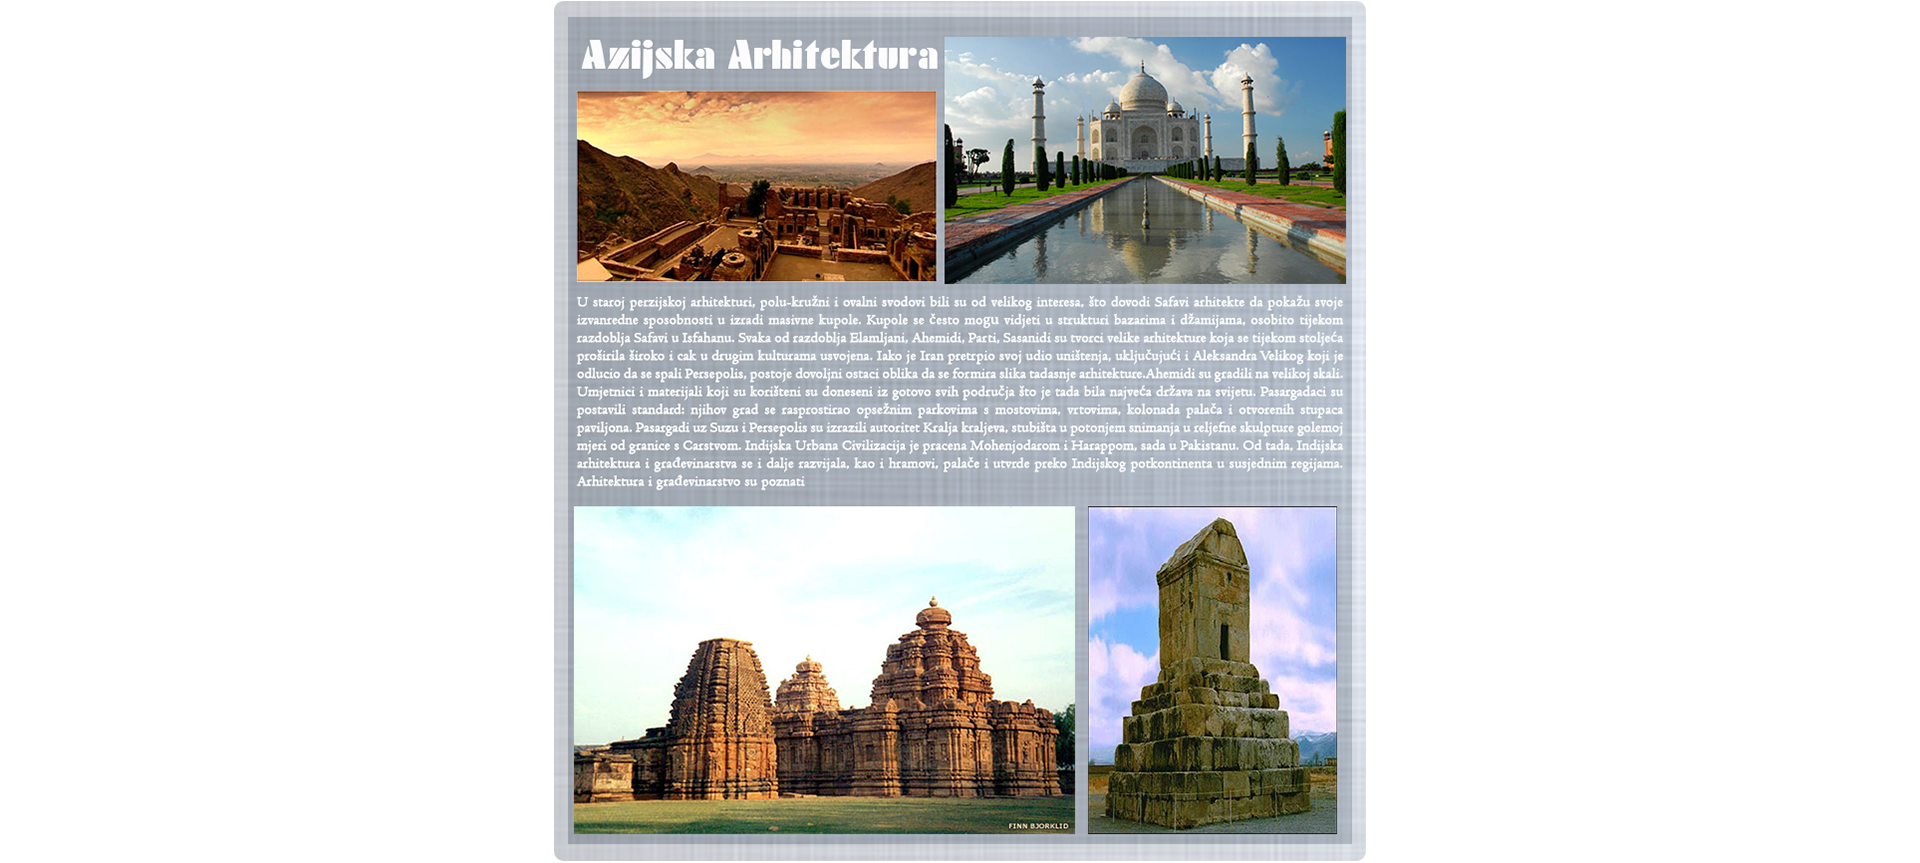 Azijska Arhitektura
U staroj perzijskoj arhitekturi, polu-kružni i ovalni svodovi bili su od velikog interesa, što dovodi Safavi arhitekte da pokažu svoje
izvanredne sposobnosti u izradi masivne kupole. Kupole se često mogu vidjeti u strukturi bazarima i džamijama, osobito tijekom
razdoblja Safavi u Isfahanu. Svaka od razdoblja Elamljani, Ahemidi, Parti, Sasanidi su tvorci velike arhitekture koja se tijekom stoljeća
proširila široko i cak u drugim kulturama usvojena. Iako je Iran pretrpio svoj udio uništenja, uključujući i Aleksandra Velikog koji je
odlucio da se spali Persepolis, postoje dovoljni ostaci oblika da se formira slika tadasnje arhitekture.Ahemidi su gradili na velikoj skali.
Umjetnici i materijali koji su korišteni su doneseni iz gotovo svih područja što je tada bila najveća država na svijetu. Pasargadaci su
postavili standard: njihov grad se rasprostirao opsežnim parkovima s mostovima, vrtovima, kolonada palača i otvorenih stupaca
paviljona. Pasargadi uz Suzu i Persepolis su izrazili autoritet Kralja kraljeva, stubišta u potonjem snimanja u reljefne skulpture golemoj
mjeri od granice s Carstvom. Indijska Urbana Civilizacija je pracena Mohenjodarom i Harappom, sada u Pakistanu. Od tada, Indijska
arhitektura i građevinarstva se i dalje razvijala, kao i hramovi, palače i utvrde preko Indijskog potkontinenta u susjednim regijama.
Arhitektura i građevinarstvo su poznati
FINN BJORKLID